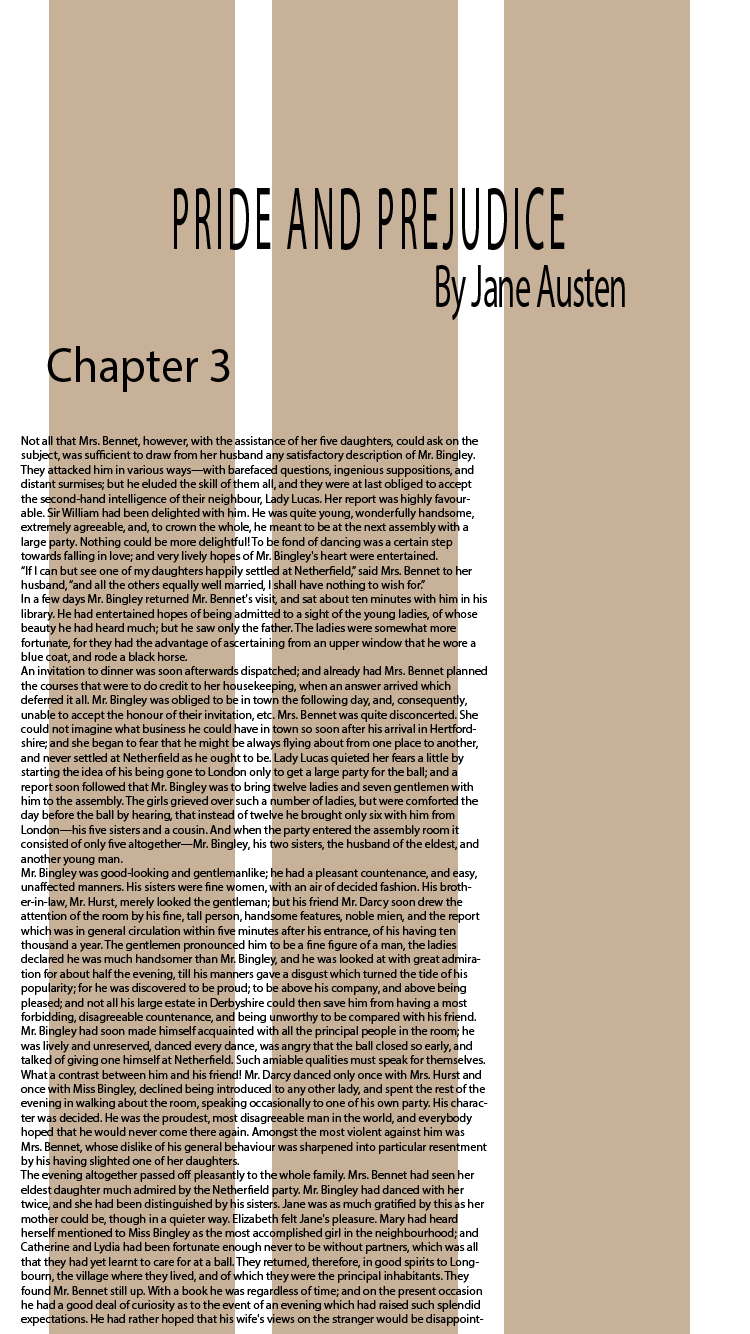 PRIDE AND PREJUDICE
By Jane Austen
Chapter 3
Not all that Mrs. Bennet, however, with the assistance of her five daughters, could ask on the
subject, was sufficient to draw from her husband any satisfactory description of Mr. Bingley.
They attacked him in various ways—with barefaced questions, ingenious suppositions, and
distant surmises; but he eluded the skill of them all, and they were at last obliged to accept
the second-hand intelligence of their neighbour, Lady Lucas. Her report was highly favour-
able. Sir William had been delighted with him. He was quite young, wonderfully handsome,
extremely agreeable, and, to crown the whole, he meant to be at the next assembly with a
large party. Nothing could be more delightful! To be fond of dancing was a certain step
towards falling in love; and very lively hopes of Mr. Bingley's heart were entertained.
“If I can but see one of my daughters happily settled at Netherfield,” said Mrs. Bennet to her
husband, “and all the others equally well married, I shall have nothing to wish for.”
In a few days Mr. Bingley returned Mr. Bennet's visit, and sat about ten minutes with him in his
library. He had entertained hopes of being admitted to a sight of the young ladies, of whose
beauty he had heard much; but he saw only the father. The ladies were somewhat more
fortunate, for they had the advantage of ascertaining from an upper window that he wore a
blue coat, and rode a black horse.
An invitation to dinner was soon afterwards dispatched; and already had Mrs. Bennet planned
the courses that were to do credit to her housekeeping, when an answer arrived which
deferred it all. Mr. Bingley was obliged to be in town the following day, and, consequently,
unable to accept the honour of their invitation, etc. Mrs. Bennet was quite disconcerted. She
could not imagine what business he could have in town so soon after his arrival in Hertford-
shire; and she began to fear that he might be always flying about from one place to another,
and never settled at Netherfield as he ought to be. Lady Lucas quieted her fears a little by
starting the idea of his being gone to London only to get a large party for the ball; and a
report soon followed that Mr. Bingley was to bring twelve ladies and seven gentlemen with
him to the assembly. The girls grieved over such a number of ladies, but were comforted the
day before the ball by hearing, that instead of twelve he brought only six with him from
London—his five sisters and a cousin. And when the party entered the assembly room it
consisted of only five altogether—Mr. Bingley, his two sisters, the husband of the eldest, and
another young man.
Mr. Bingley was good-looking and gentlemanlike; he had a pleasant countenance, and easy,
unaffected manners. His sisters were fine women, with an air of decided fashion. His broth-
er-in-law, Mr. Hurst, merely looked the gentleman; but his friend Mr. Darcy soon drew the
attention of the room by his fine, tall person, handsome features, noble mien, and the report
which was in general circulation within five minutes after his entrance, of his having ten
thousand a year. The gentlemen pronounced him to be a fine figure of a man, the ladies
declared he was much handsomer than Mr. Bingley, and he was looked at with great admira-
tion for about half the evening, till his manners gave a disgust which turned the tide of his
popularity; for he was discovered to be proud; to be above his company, and above being
pleased; and not all his large estate in Derbyshire could then save him from having a most
forbidding, disagreeable countenance, and being unworthy to be compared with his friend.
Mr. Bingley had soon made himself acquainted with all the principal people in the room; he
was lively and unreserved, danced every dance, was angry that the ball closed so early, and
talked of giving one himself at Netherfield. Such amiable qualities must speak for themselves.
What a contrast between him and his friend! Mr. Darcy danced only once with Mrs. Hurst and
once with Miss Bingley, declined being introduced to any other lady, and spent the rest of the
evening in walking about the room, speaking occasionally to one of his own party. His charac-
ter was decided. He was the proudest, most disagreeable man in the world, and everybody
hoped that he would never come there again. Amongst the most violent against him was
Mrs. Bennet, whose dislike of his general behaviour was sharpened into particular resentment
by his having slighted one of her daughters.
The evening altogether passed off pleasantly to the whole family. Mrs. Bennet had seen her
eldest daughter much admired by the Netherfield party. Mr. Bingley had danced with her
twice, and she had been distinguished by his sisters. Jane was as much gratified by this as her
mother could be, though in a quieter way. Elizabeth felt Jane's pleasure. Mary had heard
herself mentioned to Miss Bingley as the most accomplished girl in the neighbourhood; and
Catherine and Lydia had been fortunate enough never to be without partners, which was all
that they had yet learnt to care for at a ball. They returned, therefore, in good spirits to Long-
bourn, the village where they lived, and of which they were the principal inhabitants. They
found Mr. Bennet still up. With a book he was regardless of time; and on the present occasion
he had a good deal of curiosity as to the event of an evening which had raised such splendid
expectations. He had rather hoped that his wife's views on the stranger would be disappoint-